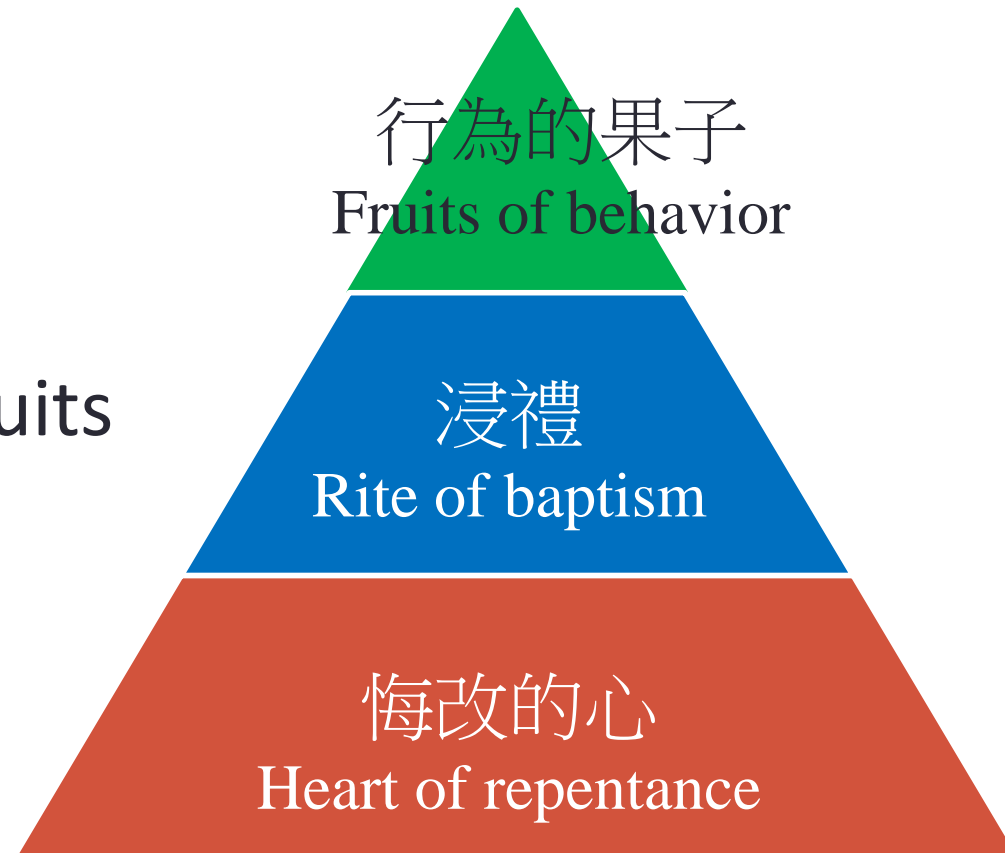 行為的果子
Fruits of behavior
uits
浸禮
Rite of baptism
悔改的心
Heart of repentance